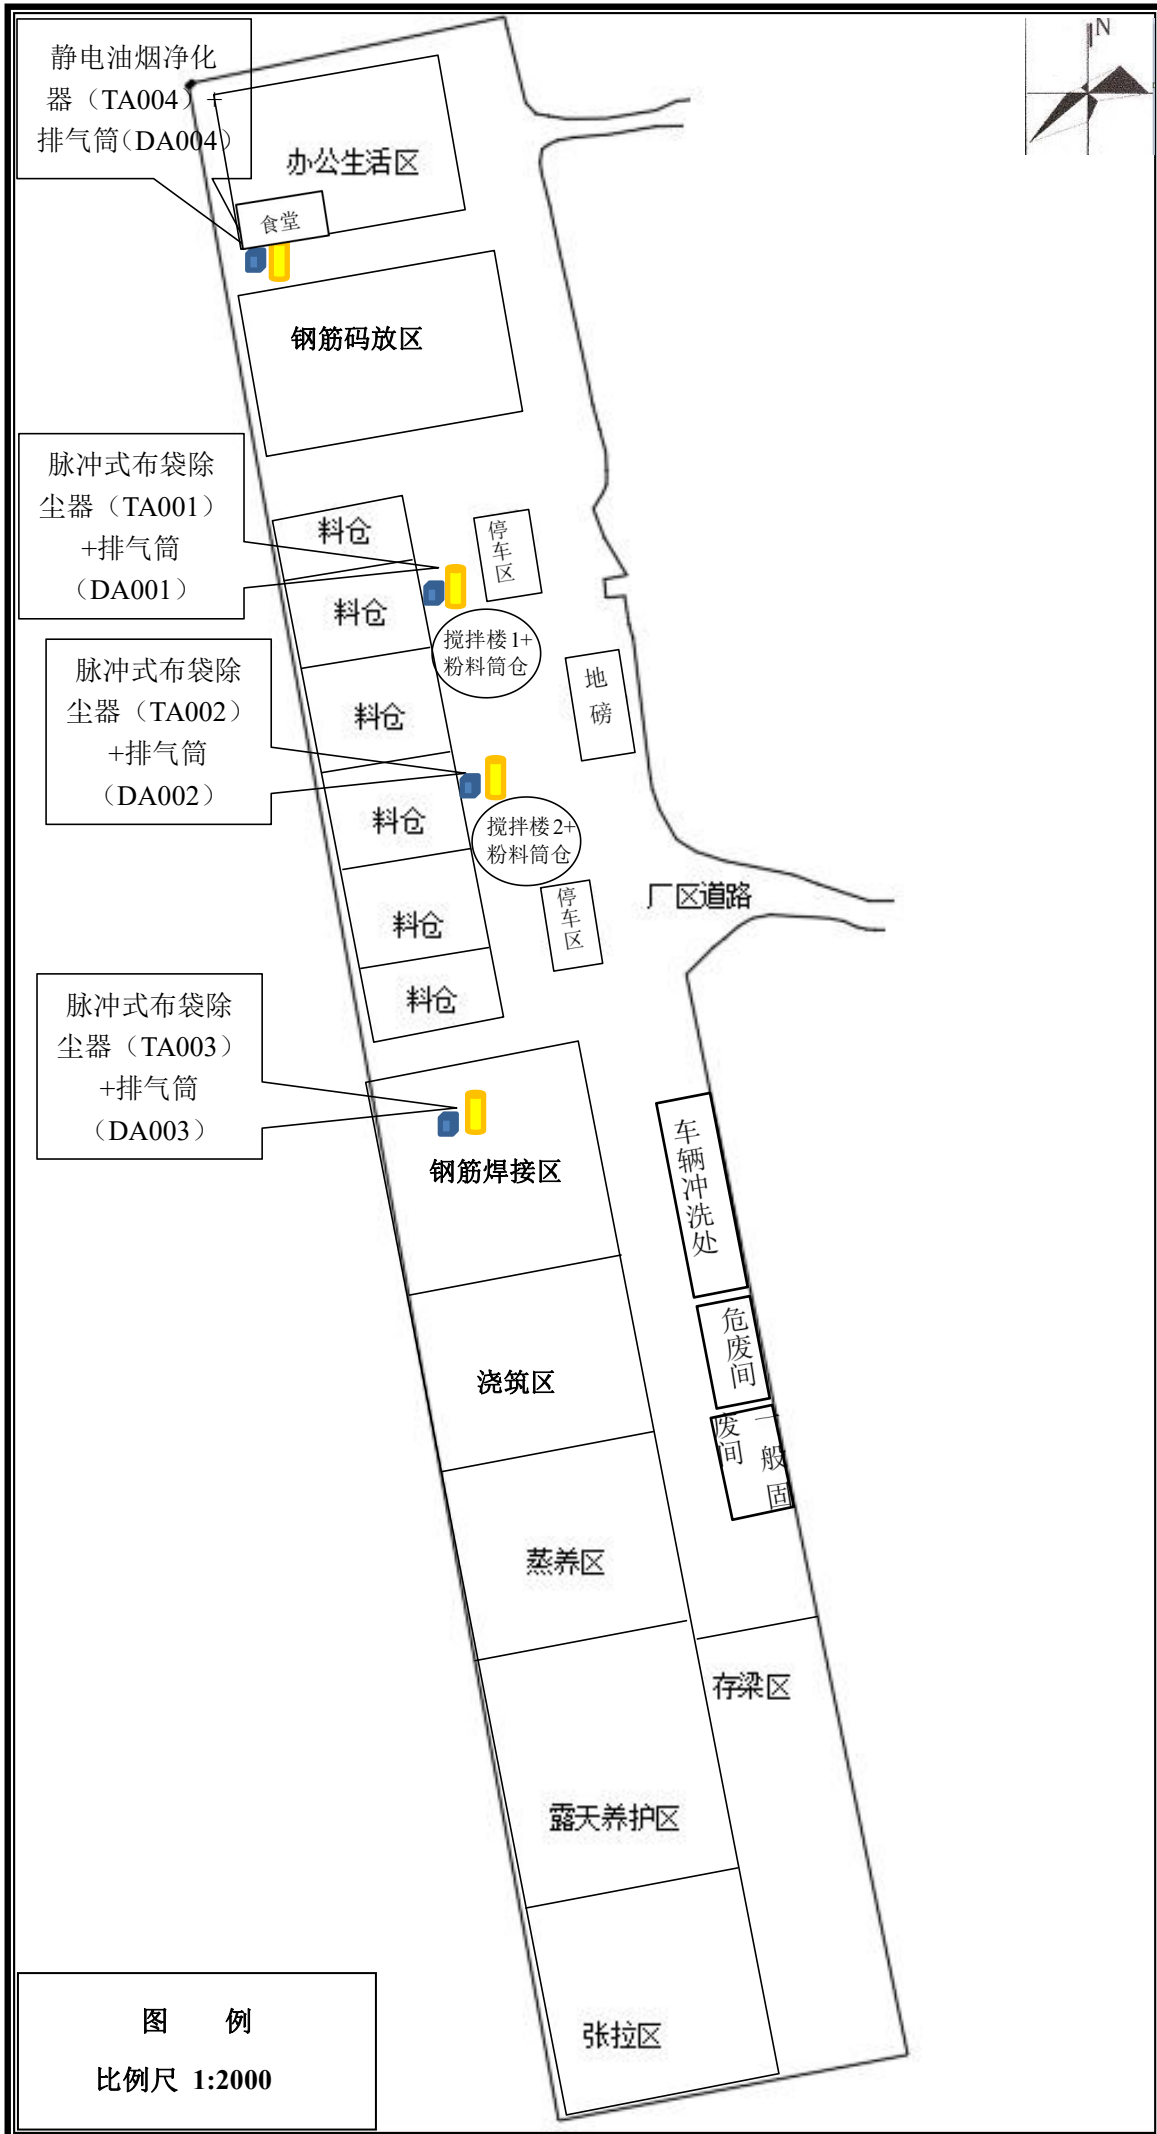 N
静电油烟净化
器（TA004）+
排气筒（DA004）
办公生活区
食堂
钢筋码放区
脉冲式布袋除
尘器（TA001）
+排气筒
（DA001）
料仓
停车区
料仓
搅拌楼1+
粉料筒仓
脉冲式布袋除
尘器（TA002）
+排气筒
（DA002）
料仓
地磅
料仓
搅拌楼2+
粉料筒仓
停车区
厂区道路
料仓
料仓
脉冲式布袋除
尘器（TA003）
+排气筒
（DA003）
钢筋焊接区
车辆冲洗处
危废间
一般固
废间
浇筑区
蒸养区
存梁区
露天养护区
张拉区
图 例
比例尺 1:2000